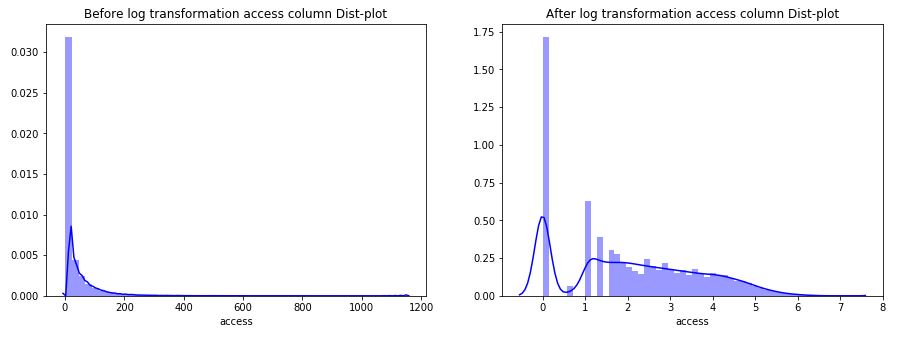 Before log transformation access column Dist-plot
0.030
0.025
0.020
0.015
0.010
0.005
0.000
0 200 400 600 800 1000 1200
access
After log transformation access column Dist-plot
1.75
1.50
1.25
1.00
0.75
0.50
0.25
0.00
0 1 2 3 4 5 6 7 8
access